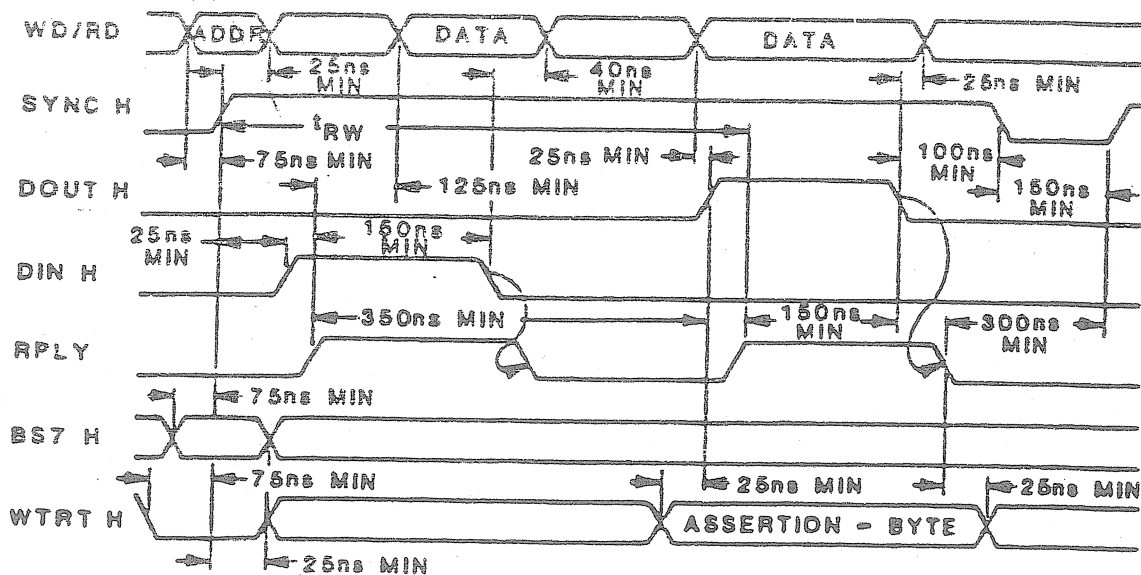 WD/RD
ADDR
DATA
DATA
25ns MIN
40ns MIN
25ns MIN
SYNC H
tRW
75ns MIN
25ns MIN
100ns MIN
DOUT H
125ns MIN
150ns MIN
25ns MIN
150ns MIN
DIN H
350ns MIN
150ns MIN
300ns MIN
RPLY
75ns MIN
BS7 H
75ns MIN
25ns MIN
25ns MIN
WTRT H
ASSERTION - BYTE
25ns MIN